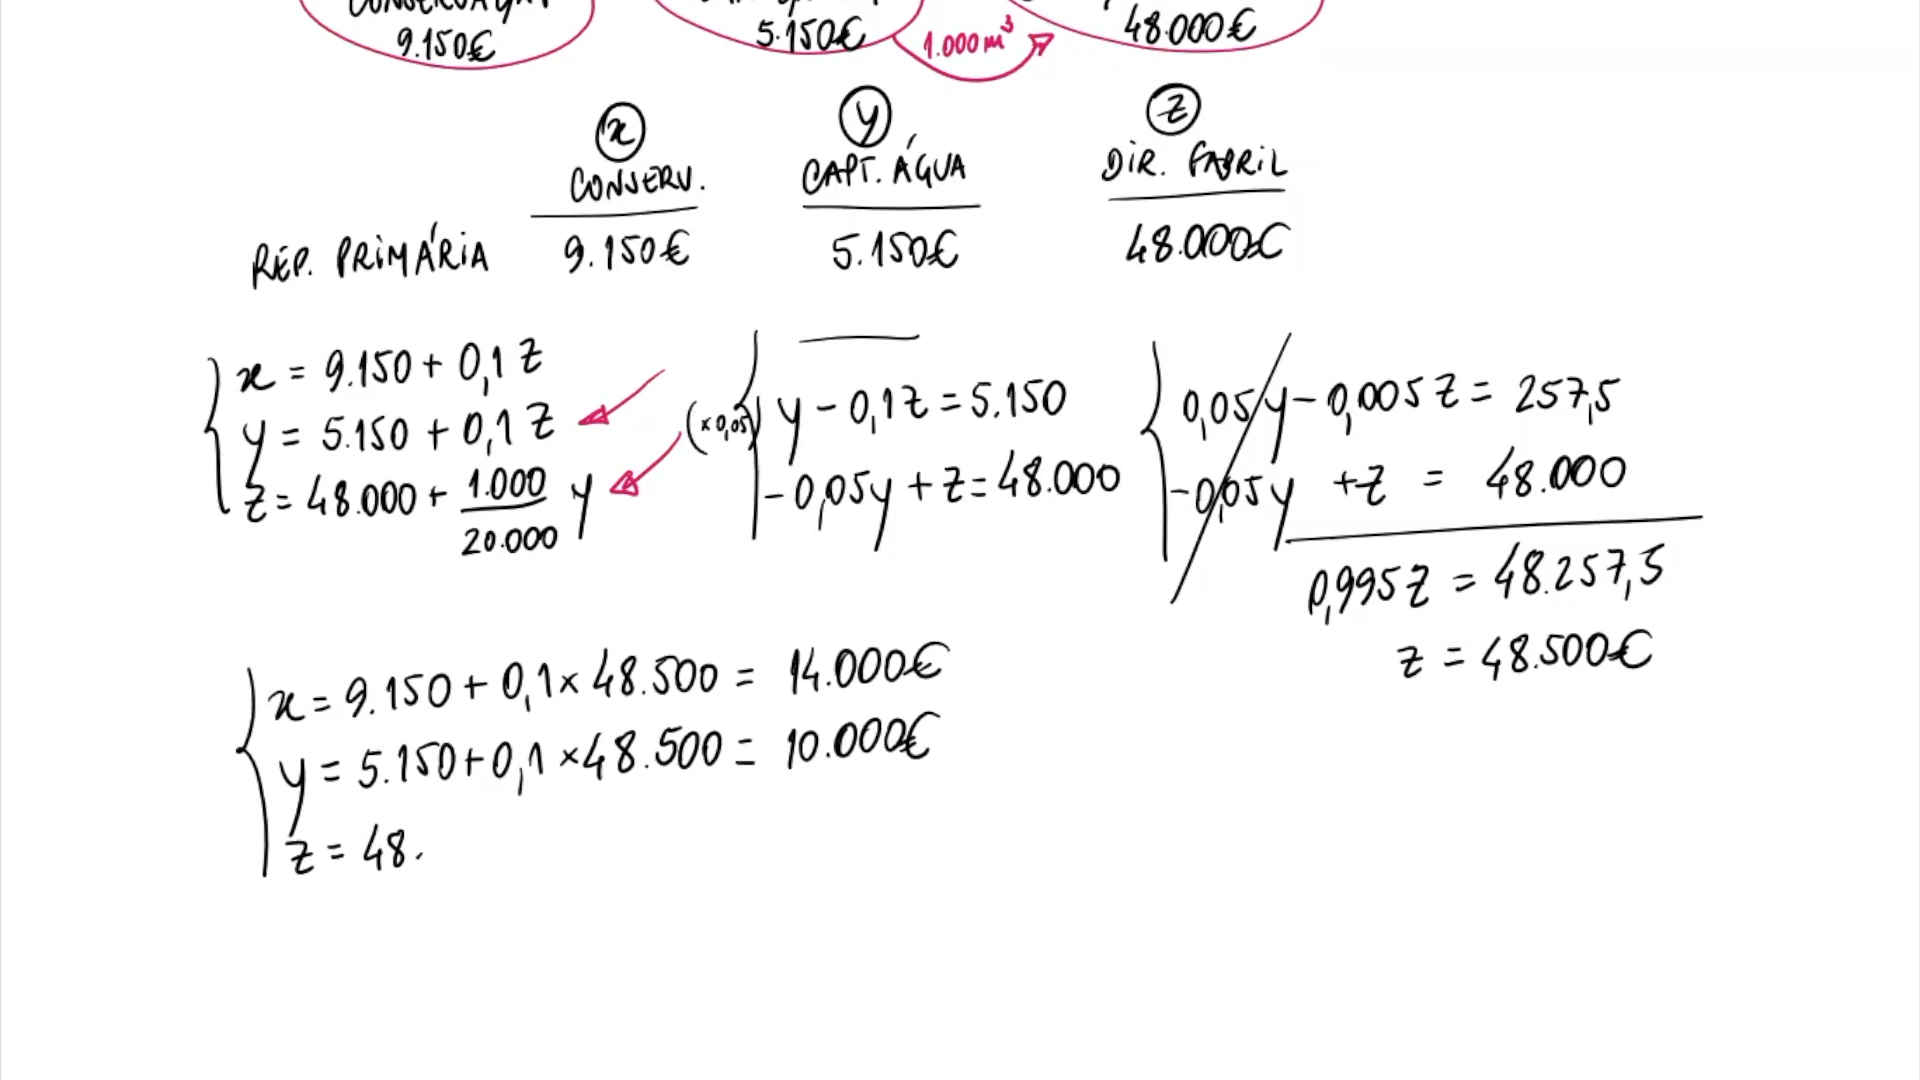 9.150€
5.150€
1.000 m³
48.000€
x
y
z
CONSERV.
CAPT. ÁGUA
DIR. FABRIL
REP. PRIMÁRIA 9.150€ 5.150€ 48.000€
x = 9.150 + 0,1 z
y = 5.150 + 0,1 z
z = 48.000 + 1.000/20.000 y
(×0,05) y - 0,1z = 5.150
-0,05y + z = 48.000
0,05y - 0,005z = 257,5
-0,05y + z = 48.000
0,995z = 48.257,5
z = 48.500€
x = 9.150 + 0,1 × 48.500 = 14.000€
y = 5.150 + 0,1 × 48.500 = 10.000€
z = 48.